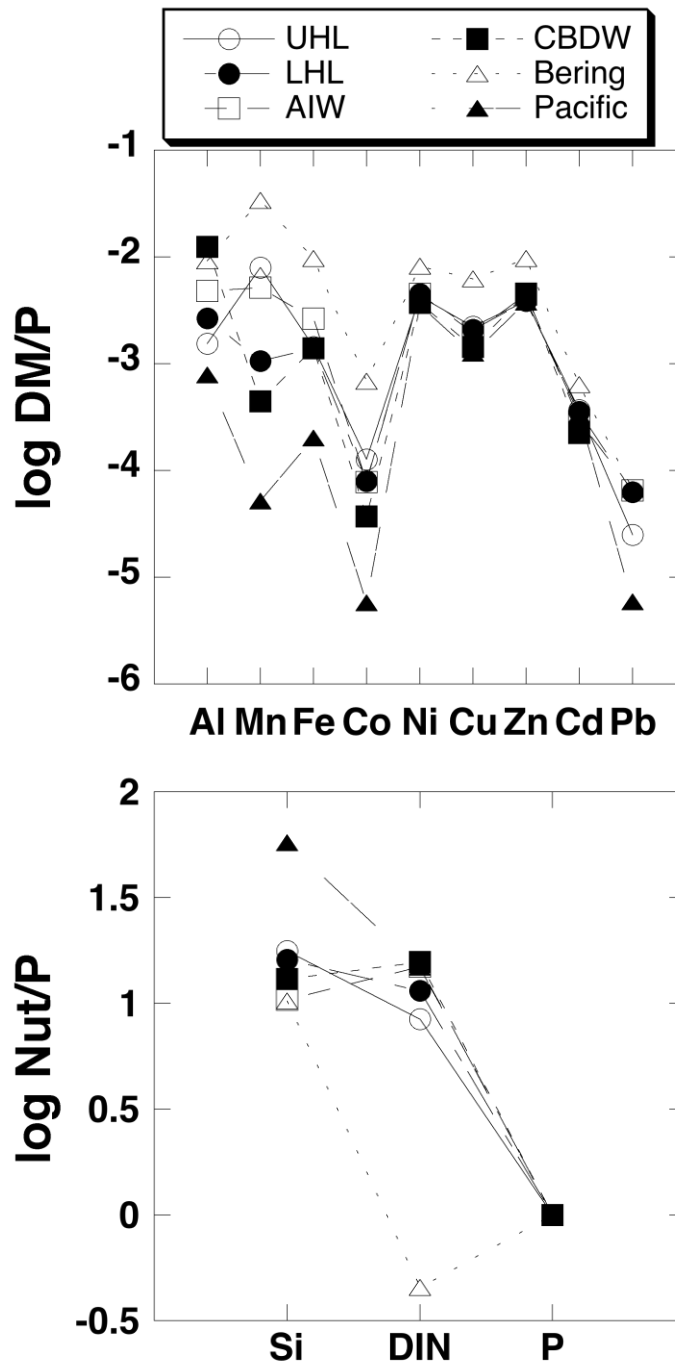 UHL CBDW
LHL Bering
AIW Pacific
log DM/P
-1
-2
-3
-4
-5
-6
Al Mn Fe Co Ni Cu Zn Cd Pb
log Nut/P
2
1.5
1
0.5
0
-0.5
Si DIN P